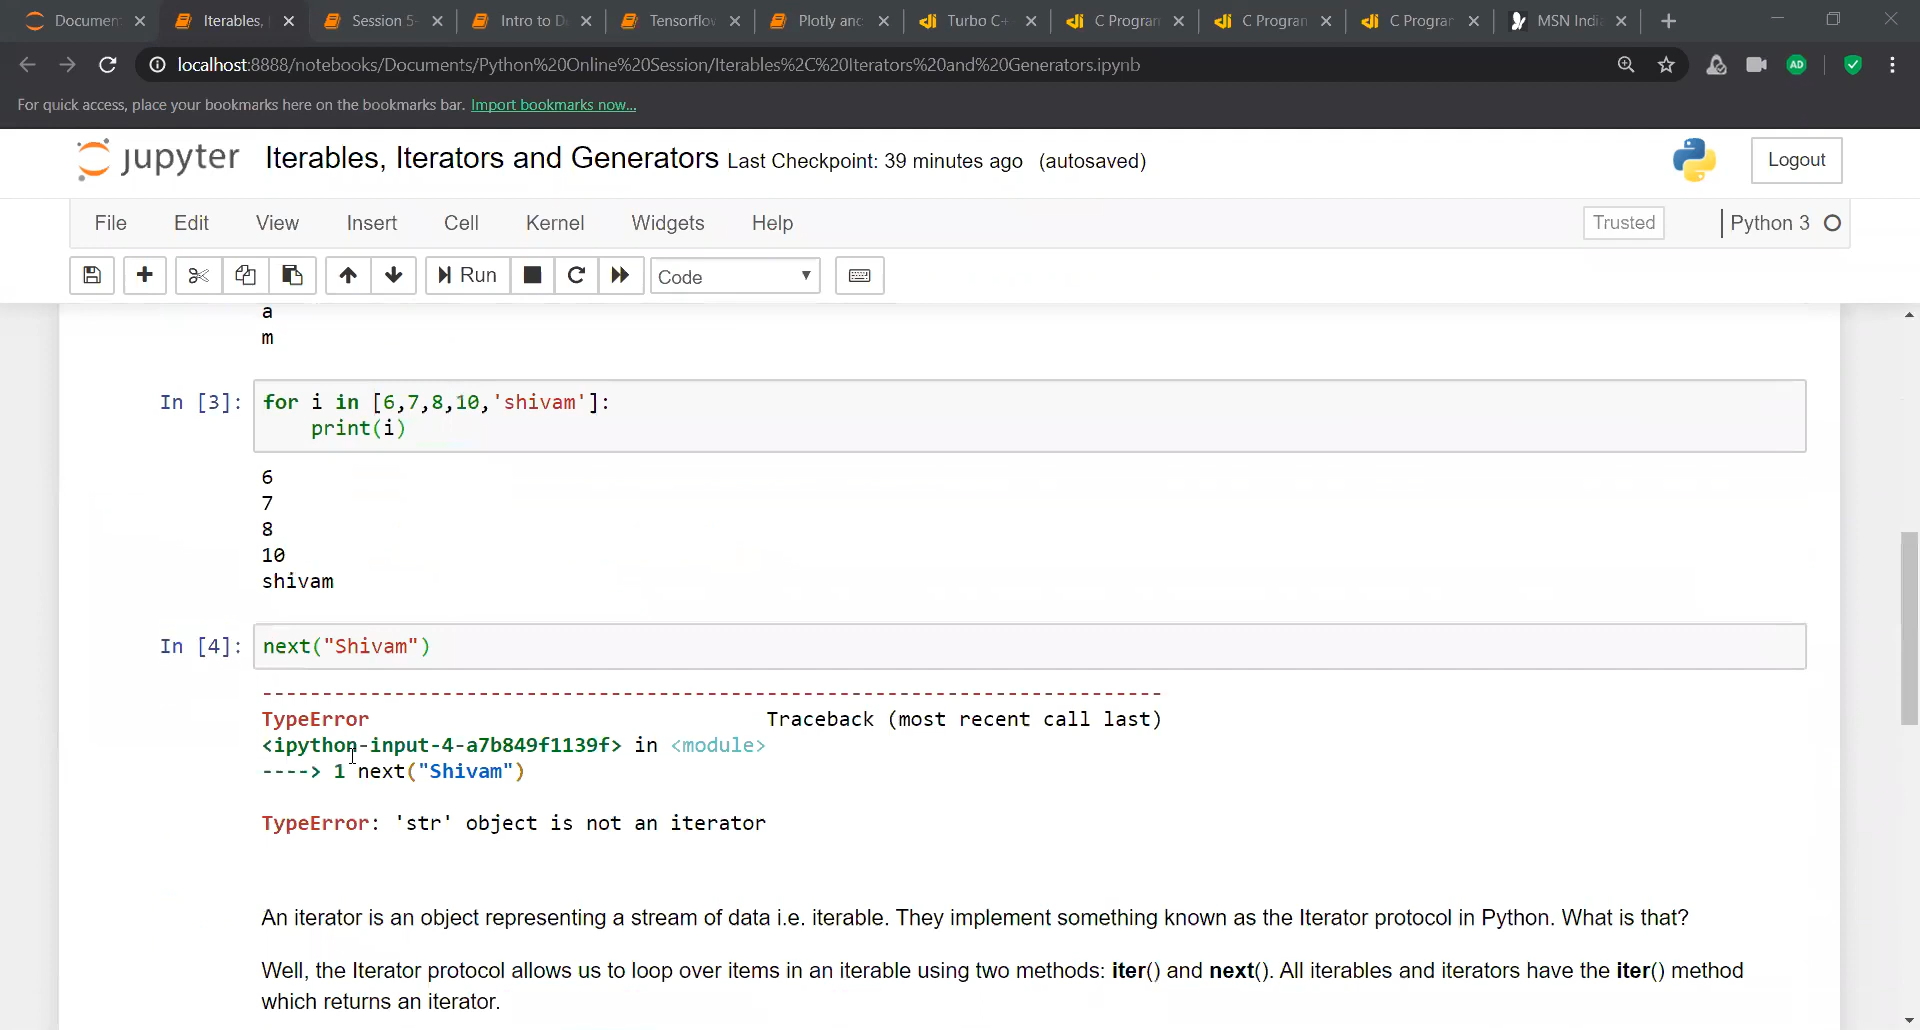 Documen
Iterables,
Session 5-
Intro to D
Tensorflov
Plotly anc
Turbo C+
C Program
C Program
C Program
MSN Indi
localhost:8888/notebooks/Documents/Python%20Online%20Session/Iterables%2C%20Iterators%20and%20Generators.ipynb
AD
For quick access, place your bookmarks here on the bookmarks bar. Import bookmarks now...
jupyter Iterables, Iterators and Generators Last Checkpoint: 39 minutes ago (autosaved)
Logout
File Edit View Insert Cell Kernel Widgets Help
Trusted
Python 3
Run
Code
a
m
In [3]: for i in [6,7,8,10,'shivam']:
print(i)
6
7
8
10
shivam
In [4]: next("Shivam")
---------------------------------------------------------------------------
TypeError Traceback (most recent call last)
<ipython-input-4-a7b849f1139f> in <module>
----> 1 next("Shivam")
TypeError: 'str' object is not an iterator
An iterator is an object representing a stream of data i.e. iterable. They implement something known as the Iterator protocol in Python. What is that?
Well, the Iterator protocol allows us to loop over items in an iterable using two methods: iter() and next(). All iterables and iterators have the iter() method
which returns an iterator.